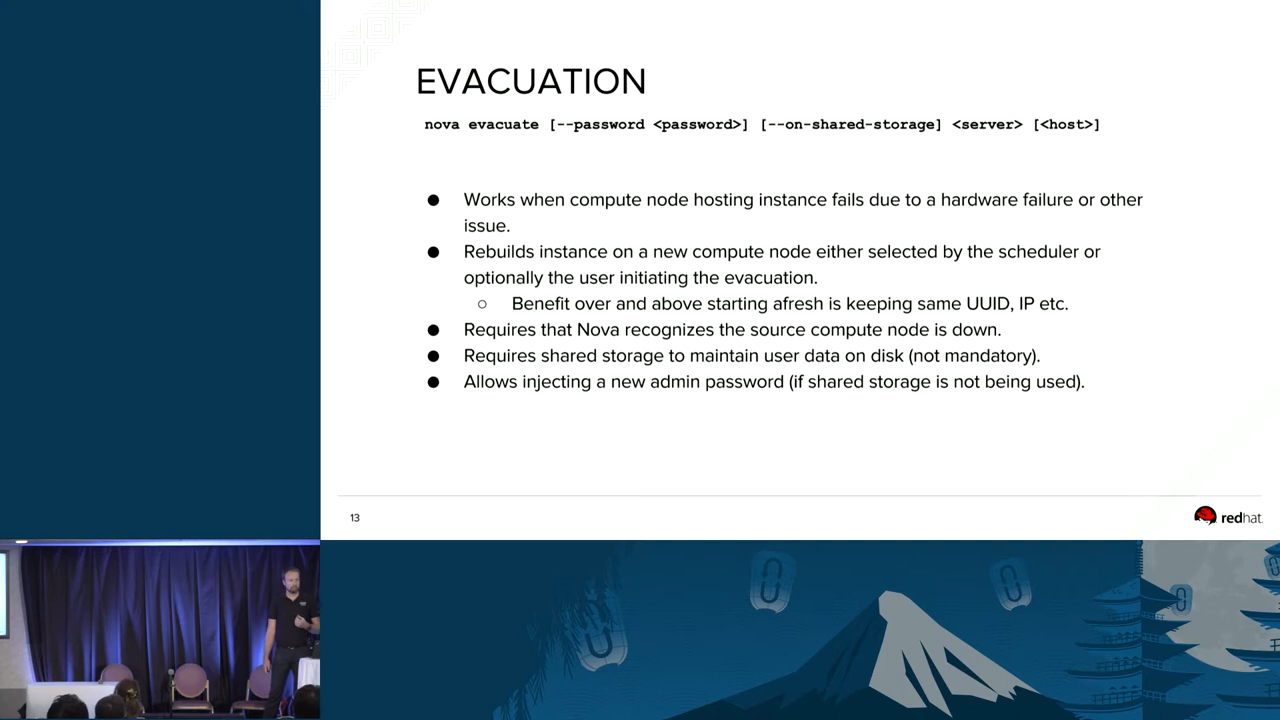 EVACUATION
nova evacuate [--password <password>] [--on-shared-storage] <server> [<host>]
● Works when compute node hosting instance fails due to a hardware failure or other
issue.
● Rebuilds instance on a new compute node either selected by the scheduler or
optionally the user initiating the evacuation.
○ Benefit over and above starting afresh is keeping same UUID, IP etc.
● Requires that Nova recognizes the source compute node is down.
● Requires shared storage to maintain user data on disk (not mandatory).
● Allows injecting a new admin password (if shared storage is not being used).
13
redhat.